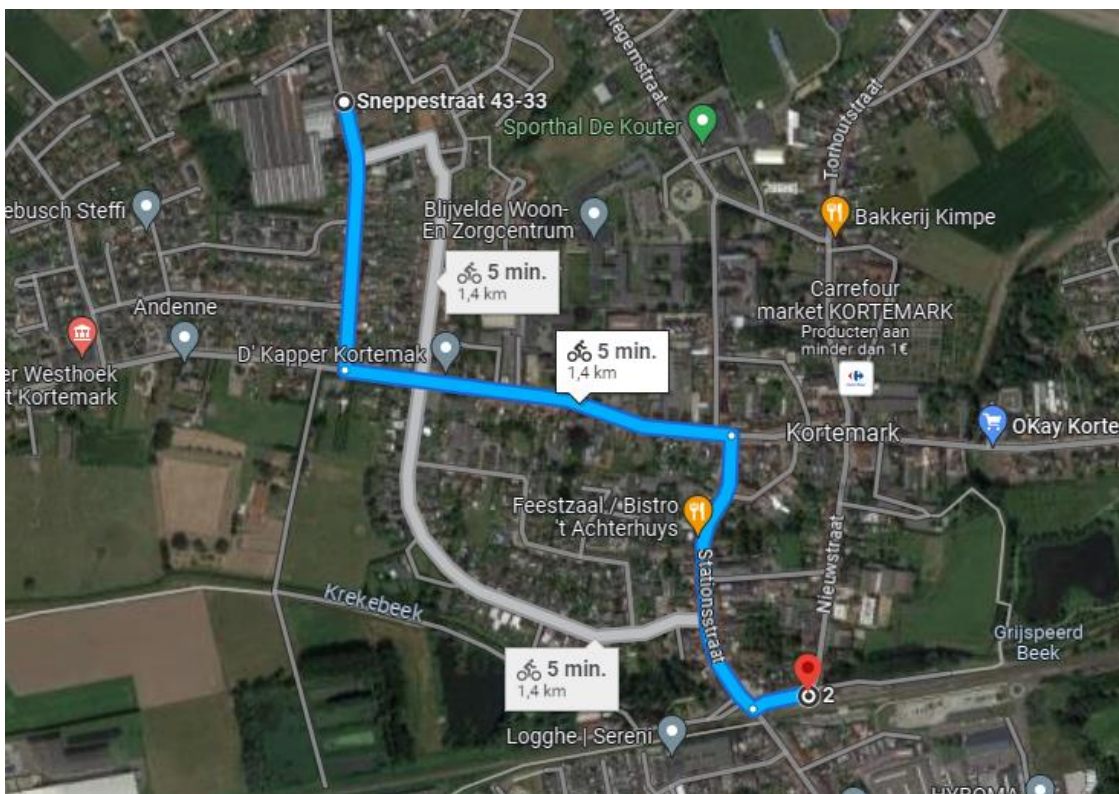 Sneppestraat 43-33
ntegemstraat
Sporthal De Kouter
Torhoutstraat
ebusch Steffi
Blijvelde Woon-
En Zorgcentrum
Bakkerij Kimpe
5 min.
1,4 km
Andenne
Carrefour
market KORTEMARK
Producten aan
minder dan 1€
er Westhoek
t Kortemark
D' Kapper Kortemak
5 min.
1,4 km
Kortemark
OKay Korte
Feestzaal / Bistro
't Achterhuys
Stationsstraat
Nieuwstraat
Krekebeek
Grijspeerd
Beek
5 min.
1,4 km
2
Logghe | Sereni
HYBOMA